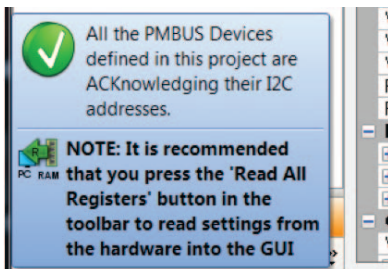 All the PMBUS Devices
defined in this project are
ACKnowledging their I2C
addresses.
NOTE: It is recommended
PC RAM that you press the 'Read All
Registers' button in the
toolbar to read settings from
the hardware into the GUI